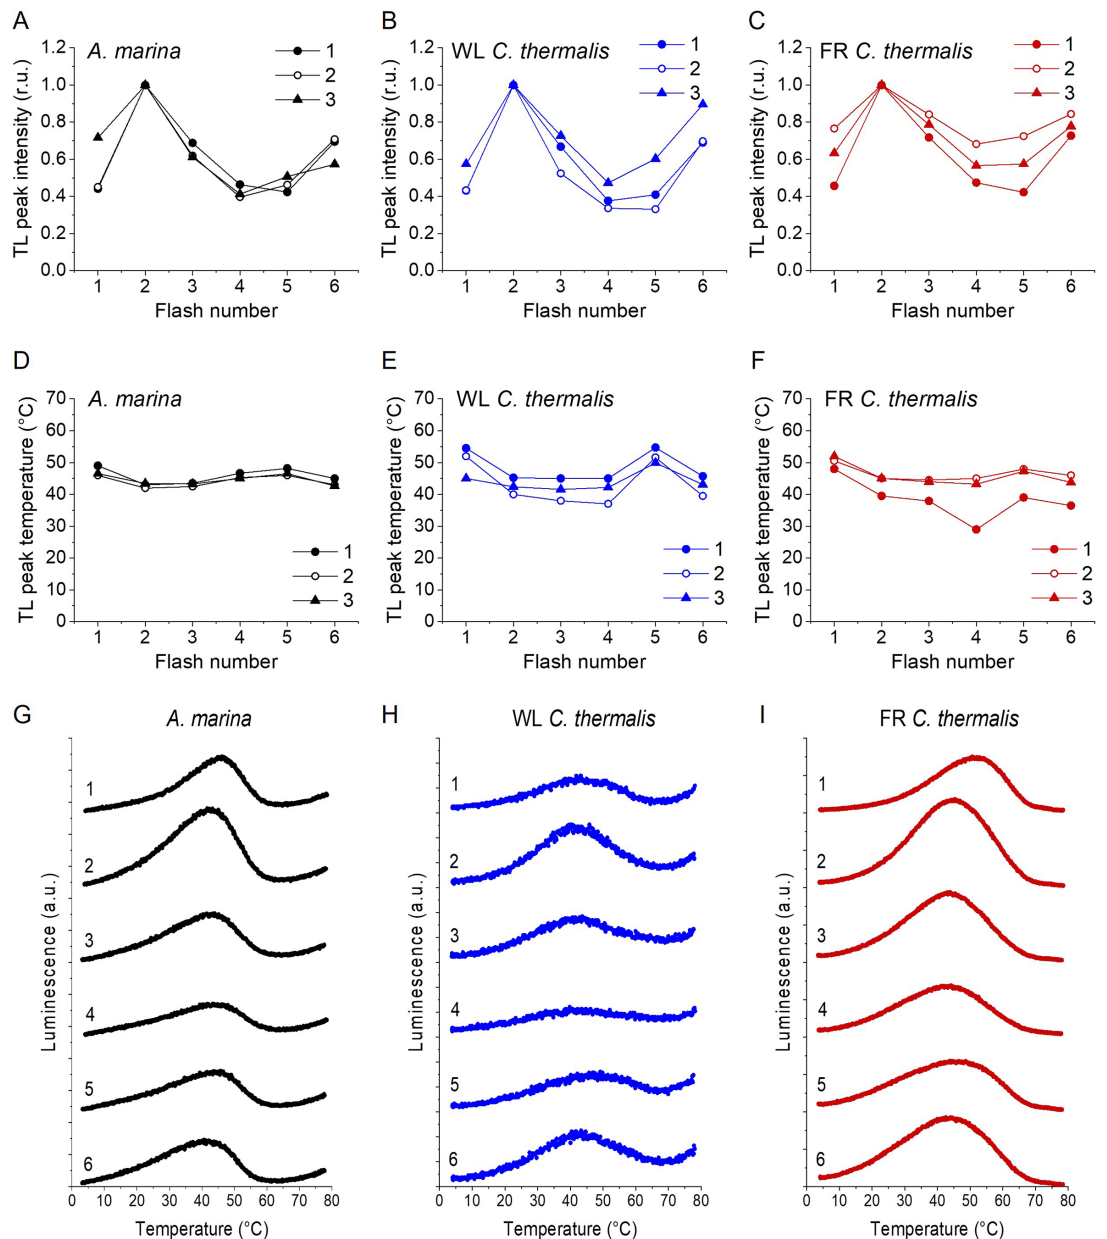 A
B
C
A. marina
WL C. thermalis
FR C. thermalis
1
2
3
1
2
3
1
2
3
TL peak intensity (r.u.)
1.2
1.0
0.8
0.6
0.4
0.2
0.0
1 2 3 4 5 6
Flash number
TL peak intensity (r.u.)
1.2
1.0
0.8
0.6
0.4
0.2
0.0
1 2 3 4 5 6
Flash number
TL peak intensity (r.u.)
1.2
1.0
0.8
0.6
0.4
0.2
0.0
1 2 3 4 5 6
Flash number
D
E
F
A. marina
WL C. thermalis
FR C. thermalis
TL peak temperature (°C)
70
60
50
40
30
20
10
0
1
2
3
1 2 3 4 5 6
Flash number
TL peak temperature (°C)
70
60
50
40
30
20
10
0
1
2
3
1 2 3 4 5 6
Flash number
TL peak temperature (°C)
70
60
50
40
30
20
10
0
1
2
3
1 2 3 4 5 6
Flash number
G
A. marina
H
WL C. thermalis
I
FR C. thermalis
Luminescence (a.u.)
1
2
3
4
5
6
0 10 20 30 40 50 60 70 80
Temperature (°C)
Luminescence (a.u.)
1
2
3
4
5
6
0 10 20 30 40 50 60 70 80
Temperature (°C)
Luminescence (a.u.)
1
2
3
4
5
6
0 10 20 30 40 50 60 70 80
Temperature (°C)